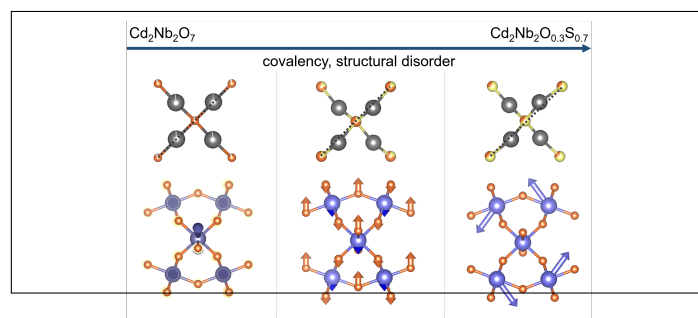 Cd₂Nb₂O₇
Cd₂Nb₂O₀.₃S₀.₇
covalency, structural disorder